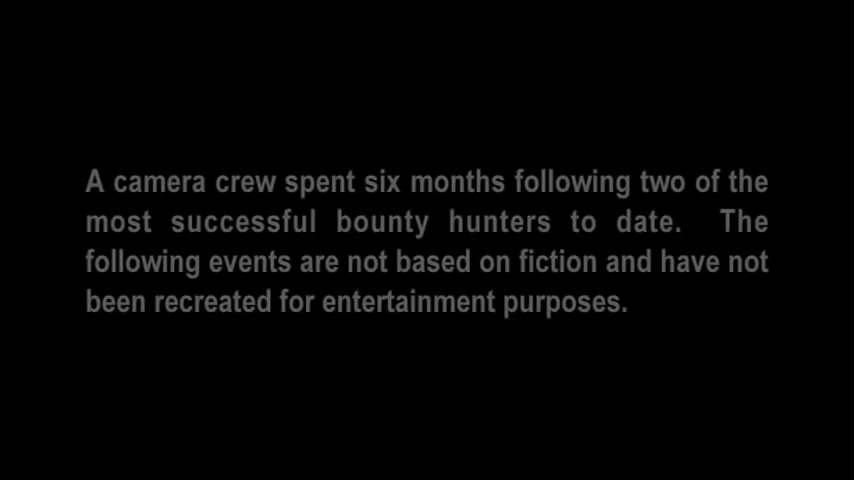 A camera crew spent six months following two of the
most successful bounty hunters to date. The
following events are not based on fiction and have not
been recreated for entertainment purposes.